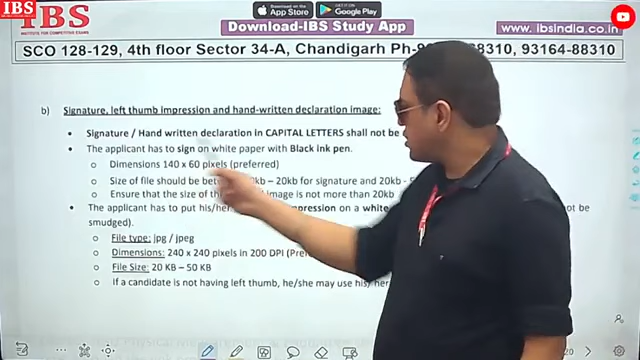 IBS
IBS
INSTITUTE FOR COMPETITIVE EXAMS
Download on the App Store
GET IT ON Google Play
Download-IBS Study App
www.ibsindia.co.in
SCO 128-129, 4th floor Sector 34-A, Chandigarh Ph- 88310, 93164-88310
b) Signature, left thumb impression and hand-written declaration image:
• Signature / Hand written declaration in CAPITAL LETTERS shall not be
• The applicant has to sign on white paper with Black ink pen.
o Dimensions 140 x 60 pixels (preferred)
o Size of file should be – 20kb for signature and 20kb -
o Ensure that the size of the image is not more than 20kb
• The applicant has to put his/her on a white not be
smudged).
o File type: jpg / jpeg
o Dimensions: 240 x 240 pixels in 200 DPI
o File Size: 20 KB – 50 KB
o If a candidate is not having left thumb, he/she may use his/